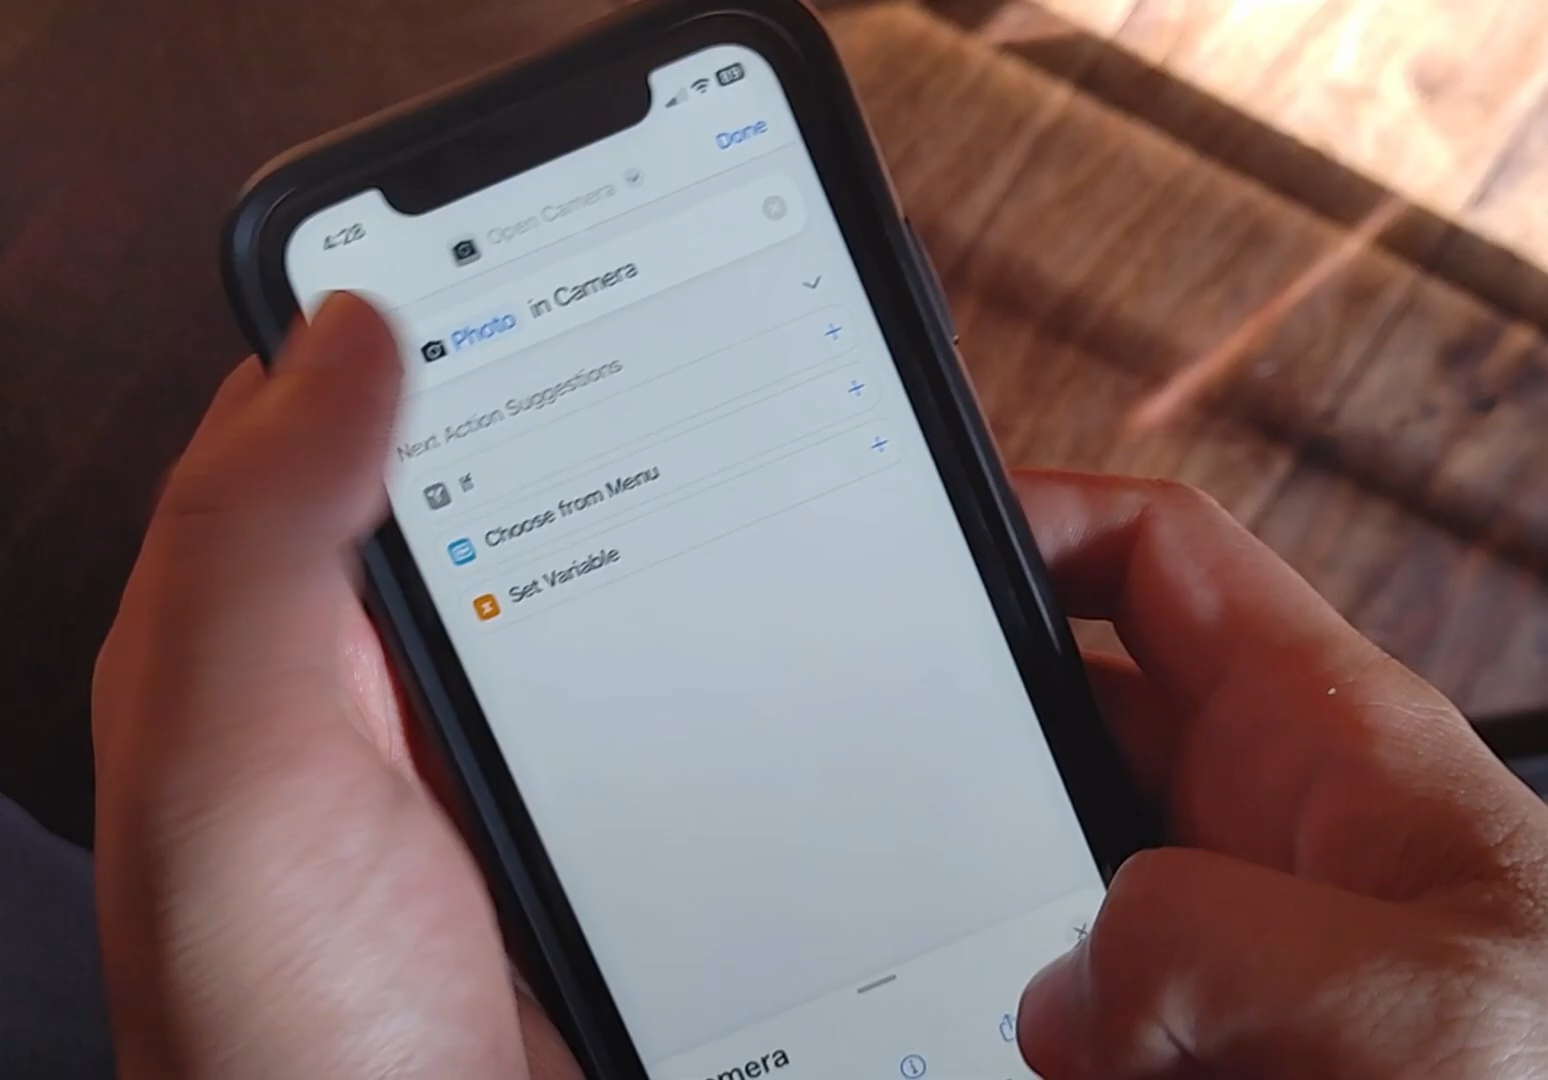 4:28
Done
Open Camera
Photo in Camera
Next Action Suggestions
If
Choose from Menu
Set Variable
amera